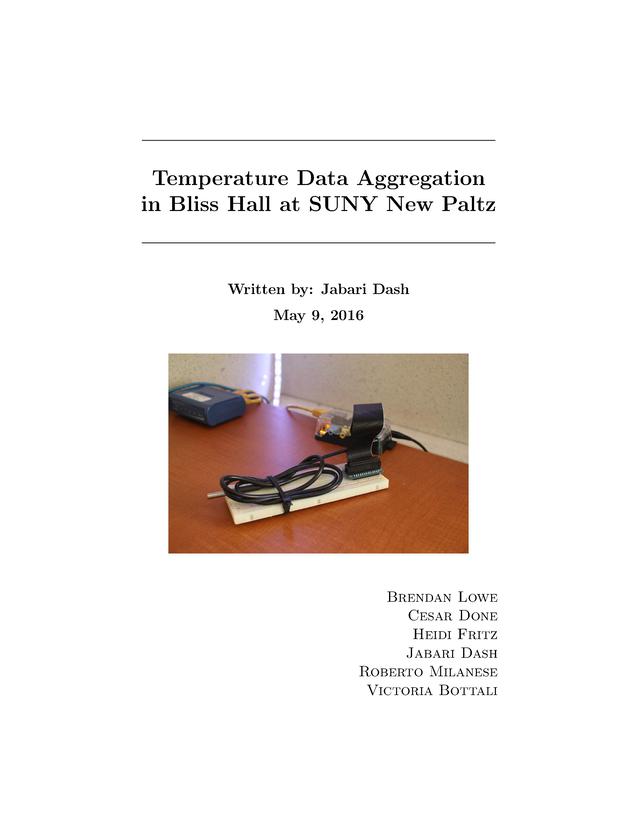 Temperature Data Aggregation
in Bliss Hall at SUNY New Paltz
Written by: Jabari Dash
May 9, 2016
Brendan Lowe
Cesar Done
Heidi Fritz
Jabari Dash
Roberto Milanese
Victoria Bottali